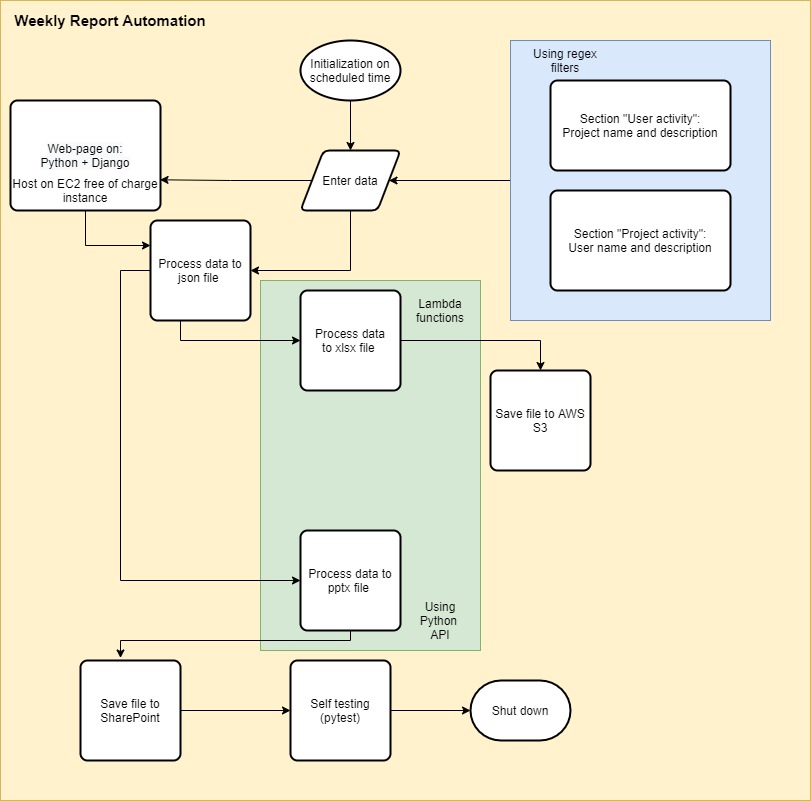 Weekly Report Automation
Initialization on
scheduled time
Using regex
filters
Section "User activity":
Project name and description
Web-page on:
Python + Django
Host on EC2 free of charge
instance
Enter data
Section "Project activity":
User name and description
Process data to
json file
Lambda
functions
Process data
to xlsx file
Save file to AWS
S3
Process data to
pptx file
Using
Python
API
Save file to
SharePoint
Self testing
(pytest)
Shut down